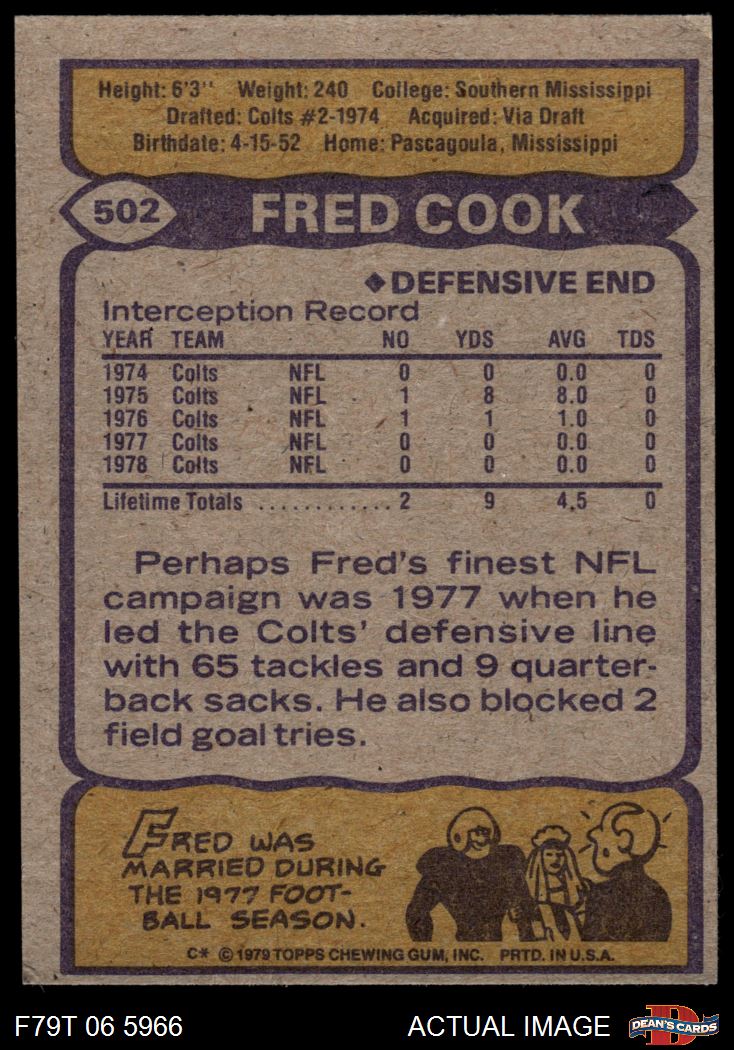 Height: 6'3'' Weight: 240 College: Southern Mississippi
Drafted: Colts #2-1974 Acquired: Via Draft
Birthdate: 4-15-52 Home: Pascagoula, Mississippi
502 FRED COOK
◆DEFENSIVE END
Interception Record
YEAR TEAM NO YDS AVG TDS
1974 Colts NFL 0 0 0.0 0
1975 Colts NFL 1 8 8.0 0
1976 Colts NFL 1 1 1.0 0
1977 Colts NFL 0 0 0.0 0
1978 Colts NFL 0 0 0.0 0
Lifetime Totals ............ 2 9 4.5 0
Perhaps Fred's finest NFL
campaign was 1977 when he
led the Colts' defensive line
with 65 tackles and 9 quarter-
back sacks. He also blocked 2
field goal tries.
FRED WAS
MARRIED DURING
THE 1977 FOOT-
BALL SEASON.
C* © 1979 TOPPS CHEWING GUM, INC. PRTD. IN U.S.A.
F79T 06 5966 ACTUAL IMAGE D DEAN'S CARDS